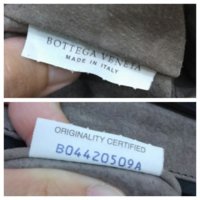 BOTTEGA VENETA
MADE IN ITALY
ORIGINALITY CERTIFIED
B04420509A